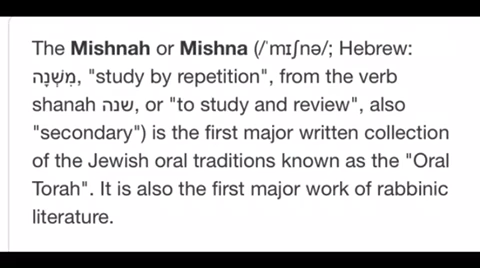 The Mishnah or Mishna (/ˈmɪʃnə/; Hebrew:
מִשְׁנָה, "study by repetition", from the verb
shanah שנה, or "to study and review", also
"secondary") is the first major written collection
of the Jewish oral traditions known as the "Oral
Torah". It is also the first major work of rabbinic
literature.